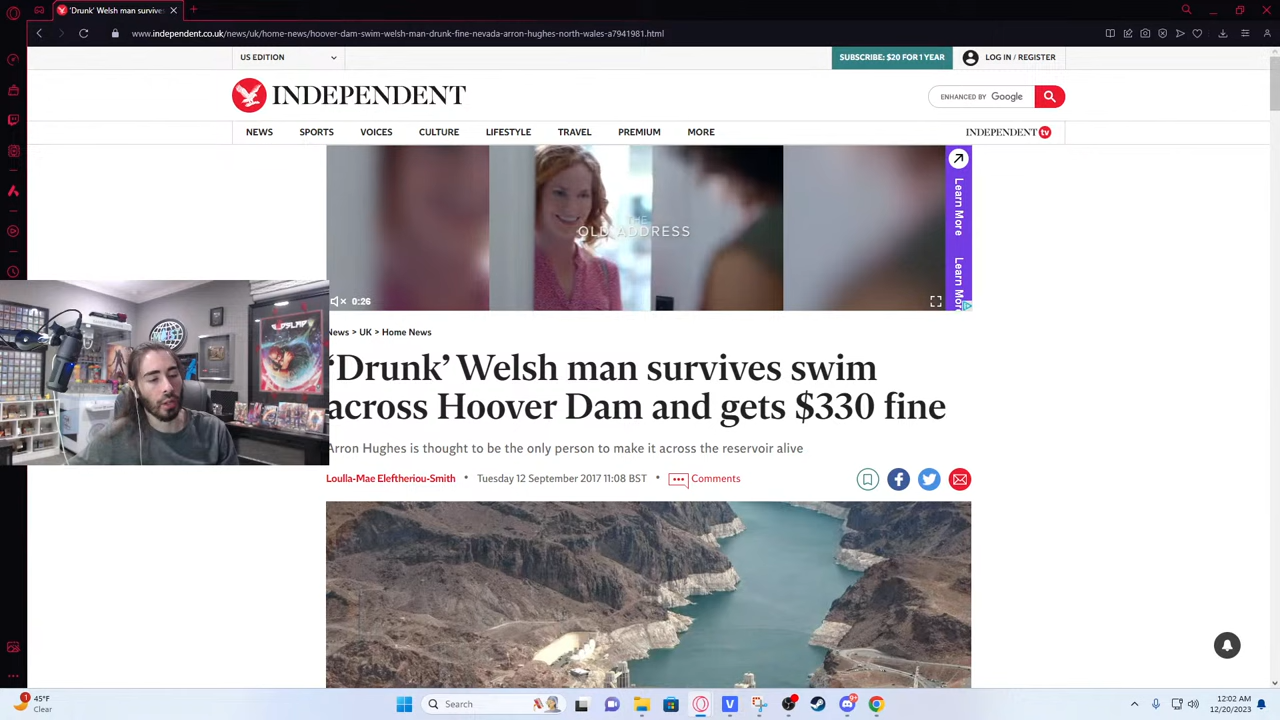 'Drunk' Welsh man survive
www.independent.co.uk/news/uk/home-news/hoover-dam-swim-welsh-man-drunk-fine-nevada-arron-hughes-north-wales-a7941981.html
US EDITION
SUBSCRIBE: $20 FOR 1 YEAR
LOG IN / REGISTER
INDEPENDENT
ENHANCED BY Google
NEWS SPORTS VOICES CULTURE LIFESTYLE TRAVEL PREMIUM MORE
INDEPENDENT tv
THE
OLD ADDRESS
Learn More
Learn More
0:26
News > UK > Home News
‘Drunk’ Welsh man survives swim
across Hoover Dam and gets $330 fine
Arron Hughes is thought to be the only person to make it across the reservoir alive
Loulla-Mae Eleftheriou-Smith • Tuesday 12 September 2017 11:08 BST • Comments
1
45°F
Clear
Search
9+
12:02 AM
12/20/2023